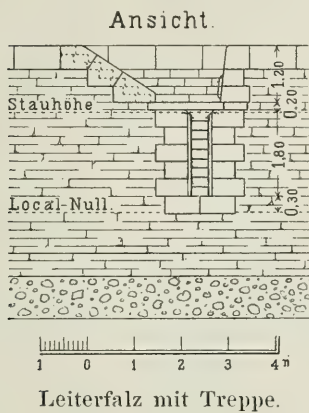 Ansicht.
1.20
Stauhöhe
0.20
1.80
Local-Null.
0.30
1 0 1 2 3 4 m
Leiterfalz mit Treppe.